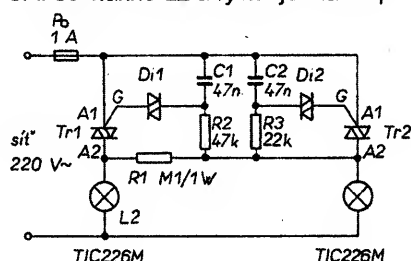 Po
1 A
Di1
C1
47n
C2
47n
Di2
G
G
A1
Tr1
A2
R2
47k
R3
22k
A1
Tr2
A2
síť
220 V~
R1 M1/1W
L2
TIC226M
TIC226M